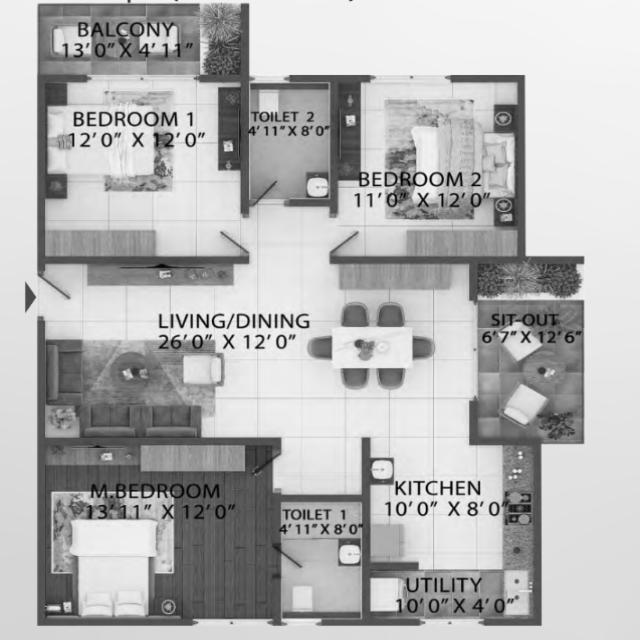 BALCONY
13'0" X 4'11"
BEDROOM 1
12'0" X 12'0"
TOILET 2
4'11" X 8'0"
BEDROOM 2
11'0" X 12'0"
LIVING/DINING
26'0" X 12'0"
SIT-OUT
6'7" X 12'6"
M.BEDROOM
13'11" X 12'0"
TOILET 1
4'11" X 8'0"
KITCHEN
10'0" X 8'0"
UTILITY
10'0" X 4'0"